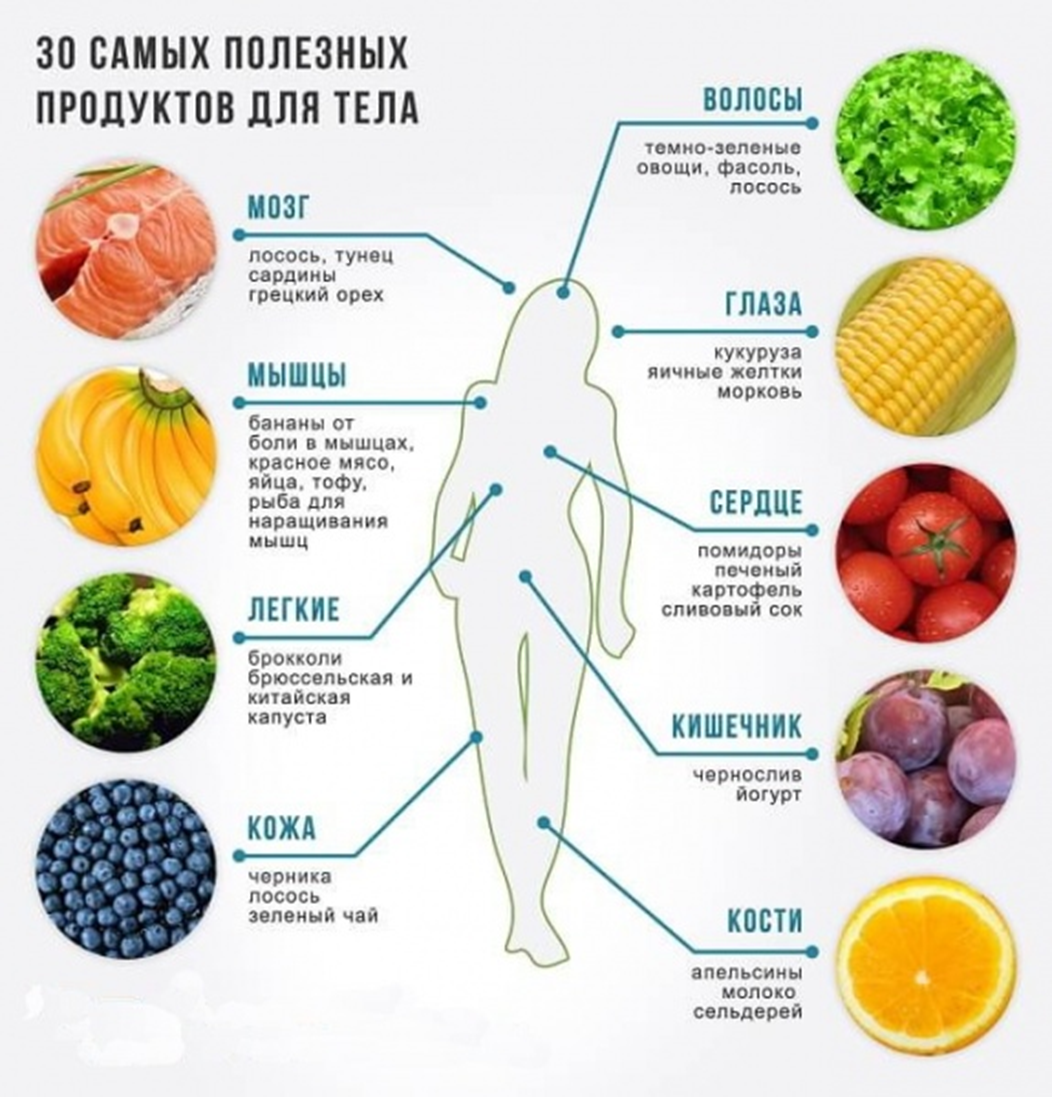 30 САМЫХ ПОЛЕЗНЫХ
ПРОДУКТОВ ДЛЯ ТЕЛА
МОЗГ
лосось, тунец
сардины
грецкий орех
МЫШЦЫ
бананы от
боли в мышцах,
красное мясо,
яйца, тофу,
рыба для
наращивания
мышц
ЛЕГКИЕ
брокколи
брюссельская и
китайская
капуста
КОЖА
черника
лосось
зеленый чай
ВОЛОСЫ
темно-зеленые
овощи, фасоль,
лосось
ГЛАЗА
кукуруза
яичные желтки
морковь
СЕРДЦЕ
помидоры
печеный
картофель
сливовый сок
КИШЕЧНИК
чернослив
йогурт
КОСТИ
апельсины
молоко
сельдерей